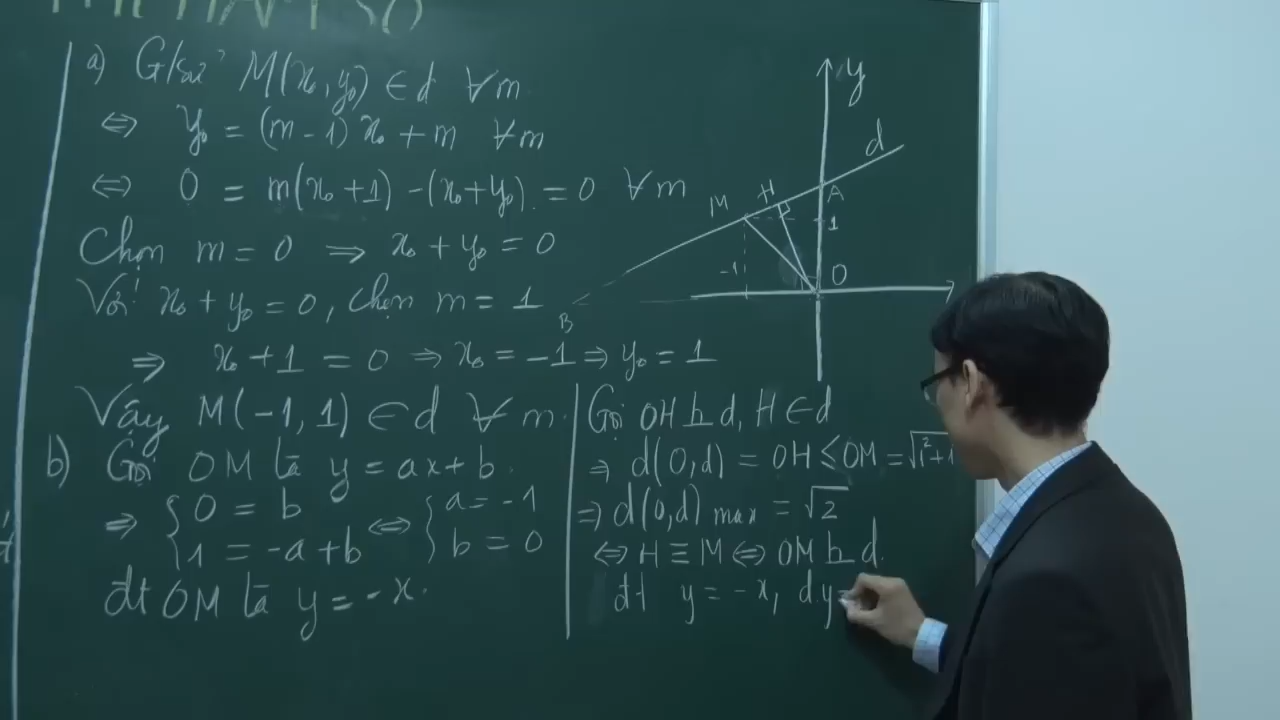 a) G/sử M(x₀, y₀) ∈ d ∀m
⇔ y₀ = (m - 1) x₀ + m ∀m
⇔ 0 = m(x₀ + 1) - (x₀ + y₀) = 0 ∀m
Chọn m = 0 ⇒ x₀ + y₀ = 0
Với x₀ + y₀ = 0, chọn m = 1
⇒ x₀ + 1 = 0 ⇒ x₀ = -1 ⇒ y₀ = 1
Vậy M(-1, 1) ∈ d ∀m.
b) Gọi OM là y = ax + b.
⇒ { 0 = b ⇔ { a = -1
1 = -a + b b = 0
đt OM là y = -x.
y
d
M H A
1
-1 O
B
Gọi OH ⊥ d, H ∈ d
⇒ d(O,d) = OH ≤ OM = √1² + 1
⇒ d(O,d) max = √2
⇔ H ≡ M ⇔ OM ⊥ d.
đt y = -x, d y =